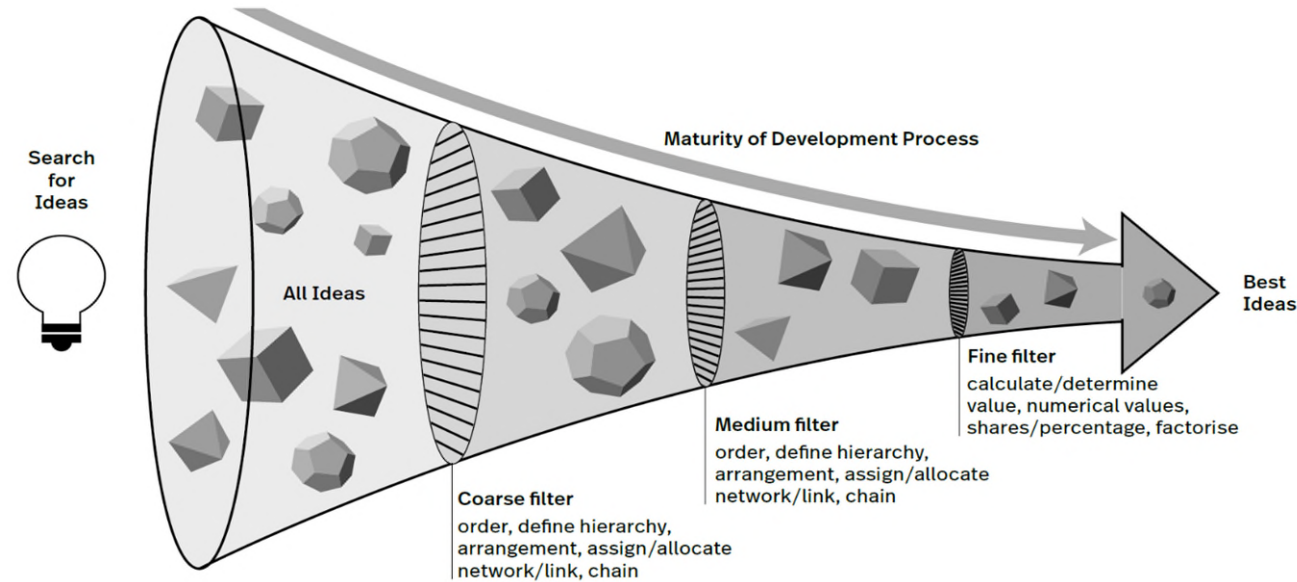 Search
for
Ideas
All Ideas
Maturity of Development Process
Best
Ideas
Coarse filter
order, define hierarchy,
arrangement, assign/allocate
network/link, chain
Medium filter
order, define hierarchy,
arrangement, assign/allocate
network/link, chain
Fine filter
calculate/determine
value, numerical values,
shares/percentage, factorise